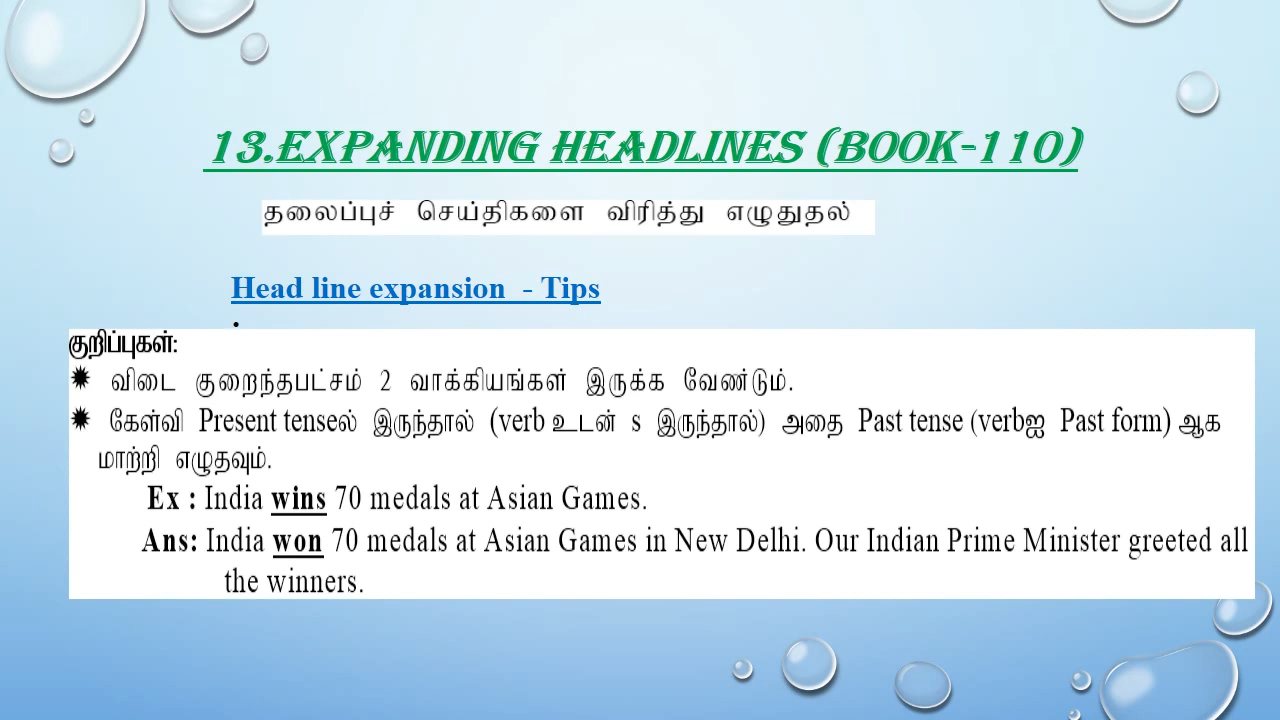 13.EXPANDING HEADLINES (BOOK-110)
தலைப்புச் செய்திகளை விரித்து எழுதுதல்
Head line expansion - Tips
:
குறிப்புகள்:
✹ விடை குறைந்தபட்சம் 2 வாக்கியங்கள் இருக்க வேண்டும்.
✹ கேள்வி Present tenseல் இருந்தால் (verb உடன் s இருந்தால்) அதை Past tense (verbஐ Past form) ஆக
மாற்றி எழுதவும்.
Ex : India wins 70 medals at Asian Games.
Ans: India won 70 medals at Asian Games in New Delhi. Our Indian Prime Minister greeted all
the winners.